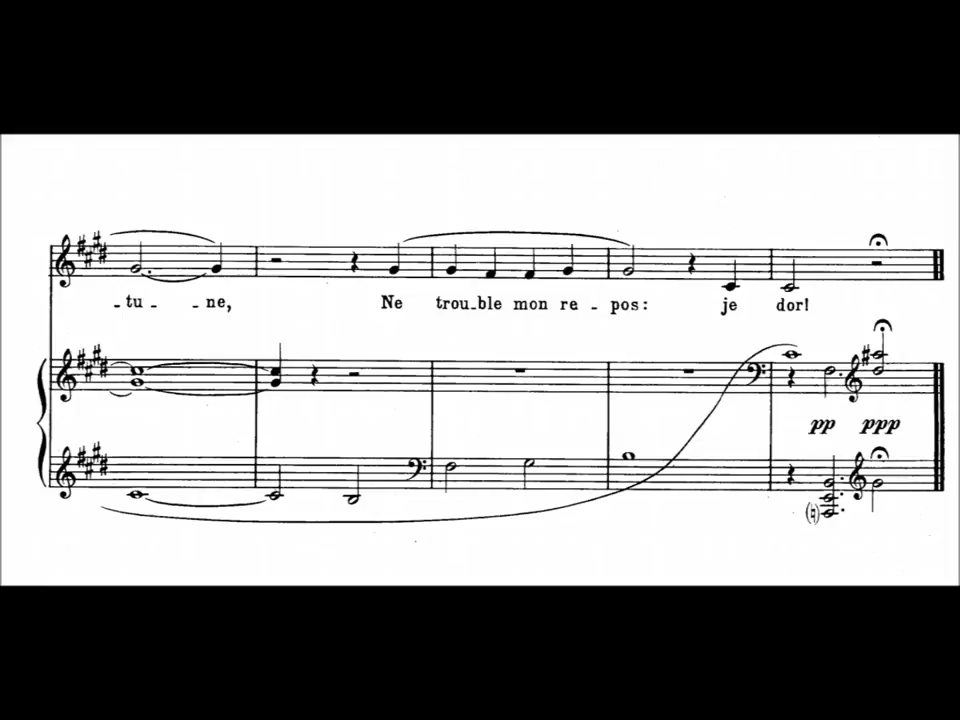 -tu - - ne, Ne trou-ble mon re - pos: je dor!
pp ppp